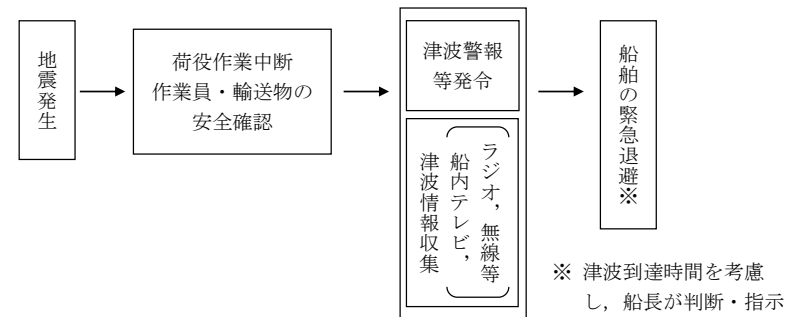 地震発生
荷役作業中断
作業員・輸送物の
安全確認
津波警報
等発令
津波情報収集
船内テレビ，
ラジオ，無線等
船舶の緊急退避※
※ 津波到達時間を考慮
し，船長が判断・指示